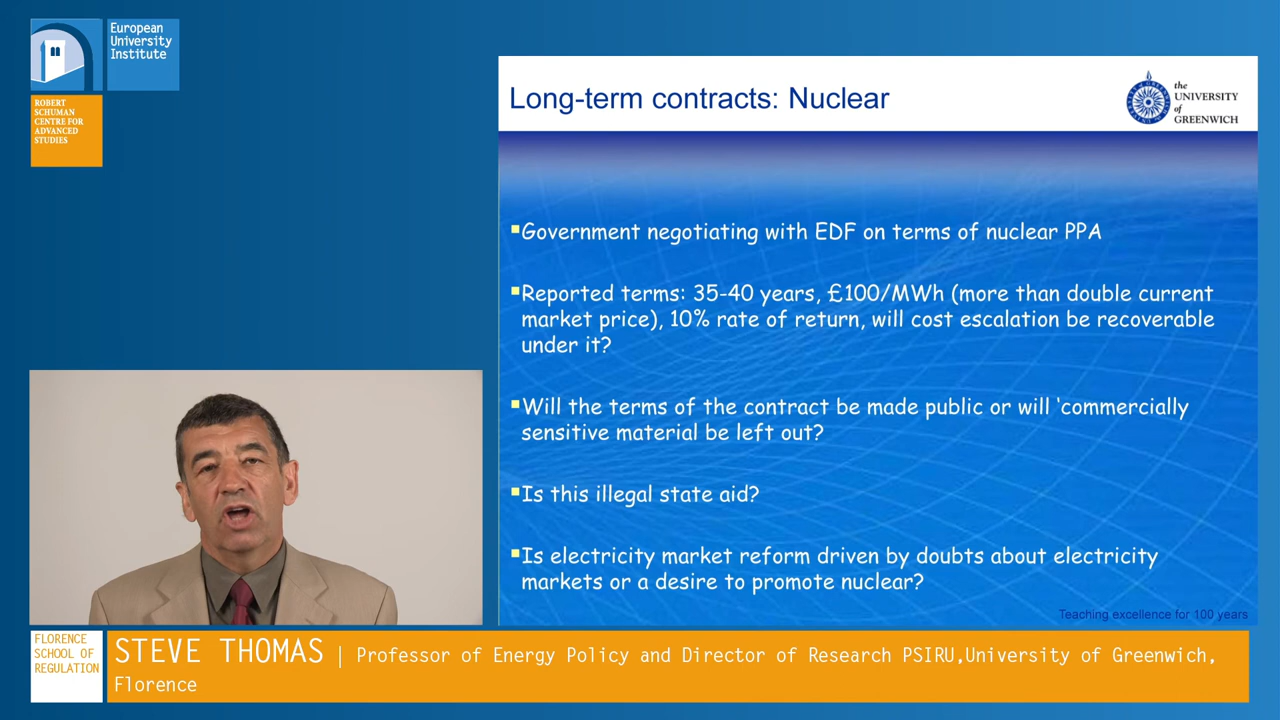 European
University
Institute
ROBERT
SCHUMAN
CENTRE FOR
ADVANCED
STUDIES
Long-term contracts: Nuclear
the
UNIVERSITY
of
GREENWICH
▪Government negotiating with EDF on terms of nuclear PPA
▪Reported terms: 35-40 years, £100/MWh (more than double current
market price), 10% rate of return, will cost escalation be recoverable
under it?
▪Will the terms of the contract be made public or will ‘commercially
sensitive material be left out?
▪Is this illegal state aid?
▪Is electricity market reform driven by doubts about electricity
markets or a desire to promote nuclear?
Teaching excellence for 100 years
FLORENCE
SCHOOL OF
REGULATION
STEVE THOMAS | Professor of Energy Policy and Director of Research PSIRU,University of Greenwich,
Florence